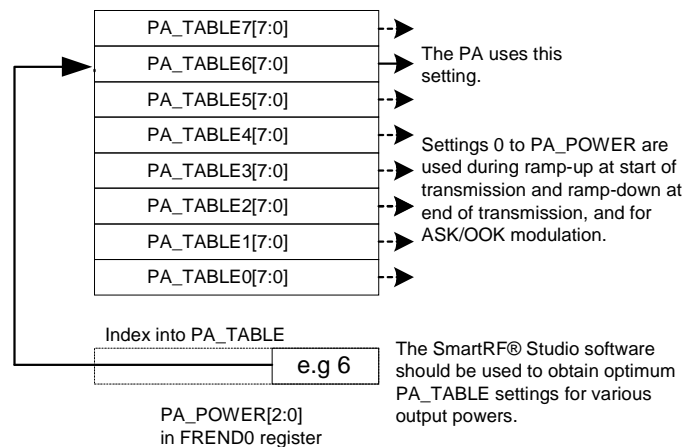 PA_TABLE7[7:0]
PA_TABLE6[7:0]
PA_TABLE5[7:0]
PA_TABLE4[7:0]
PA_TABLE3[7:0]
PA_TABLE2[7:0]
PA_TABLE1[7:0]
PA_TABLE0[7:0]
The PA uses this
setting.
Settings 0 to PA_POWER are
used during ramp-up at start of
transmission and ramp-down at
end of transmission, and for
ASK/OOK modulation.
Index into PA_TABLE
e.g 6
PA_POWER[2:0]
in FREND0 register
The SmartRF® Studio software
should be used to obtain optimum
PA_TABLE settings for various
output powers.